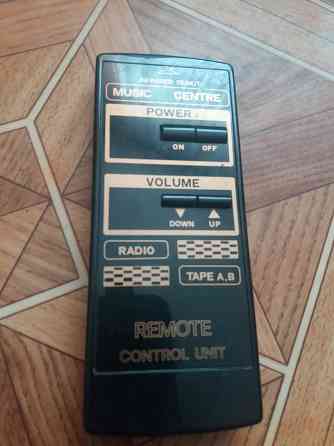 MUSIC CENTRE
POWER
ON OFF
VOLUME
DOWN UP
RADIO
TAPE A,B
REMOTE
CONTROL UNIT